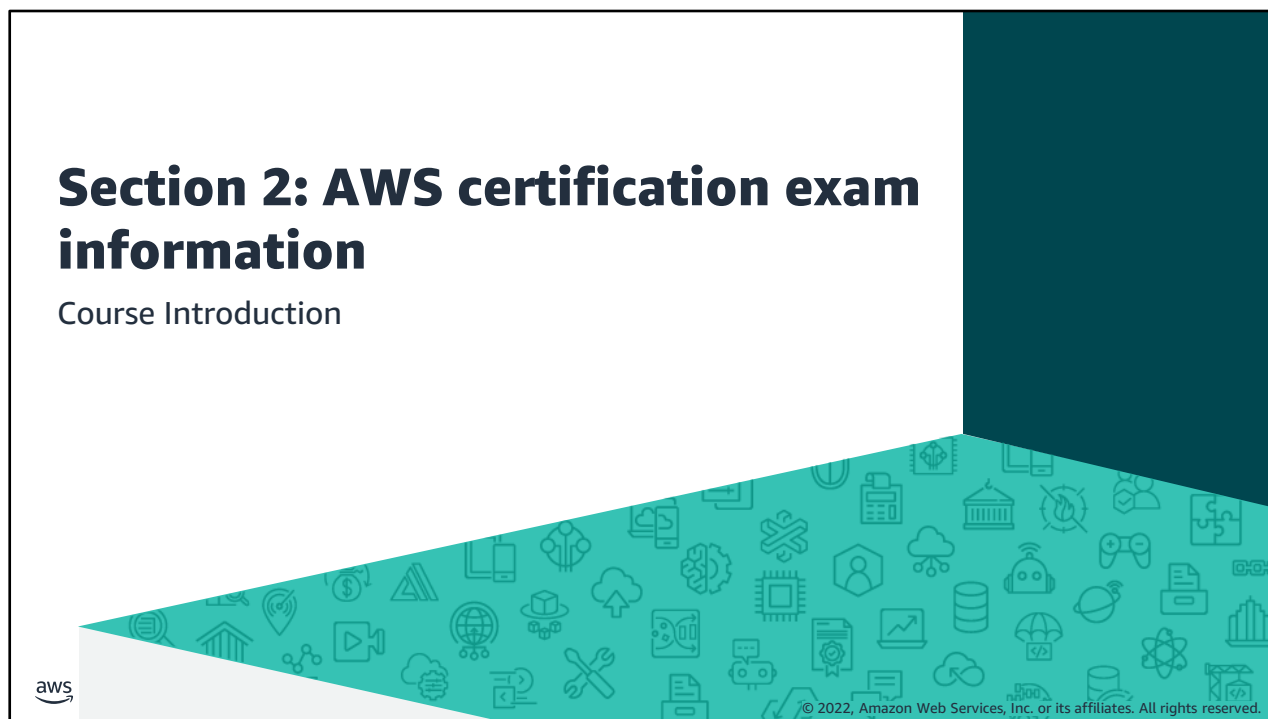 Section 2: AWS certification exam
information
Course Introduction
aws
© 2022, Amazon Web Services, Inc. or its affiliates. All rights reserved.